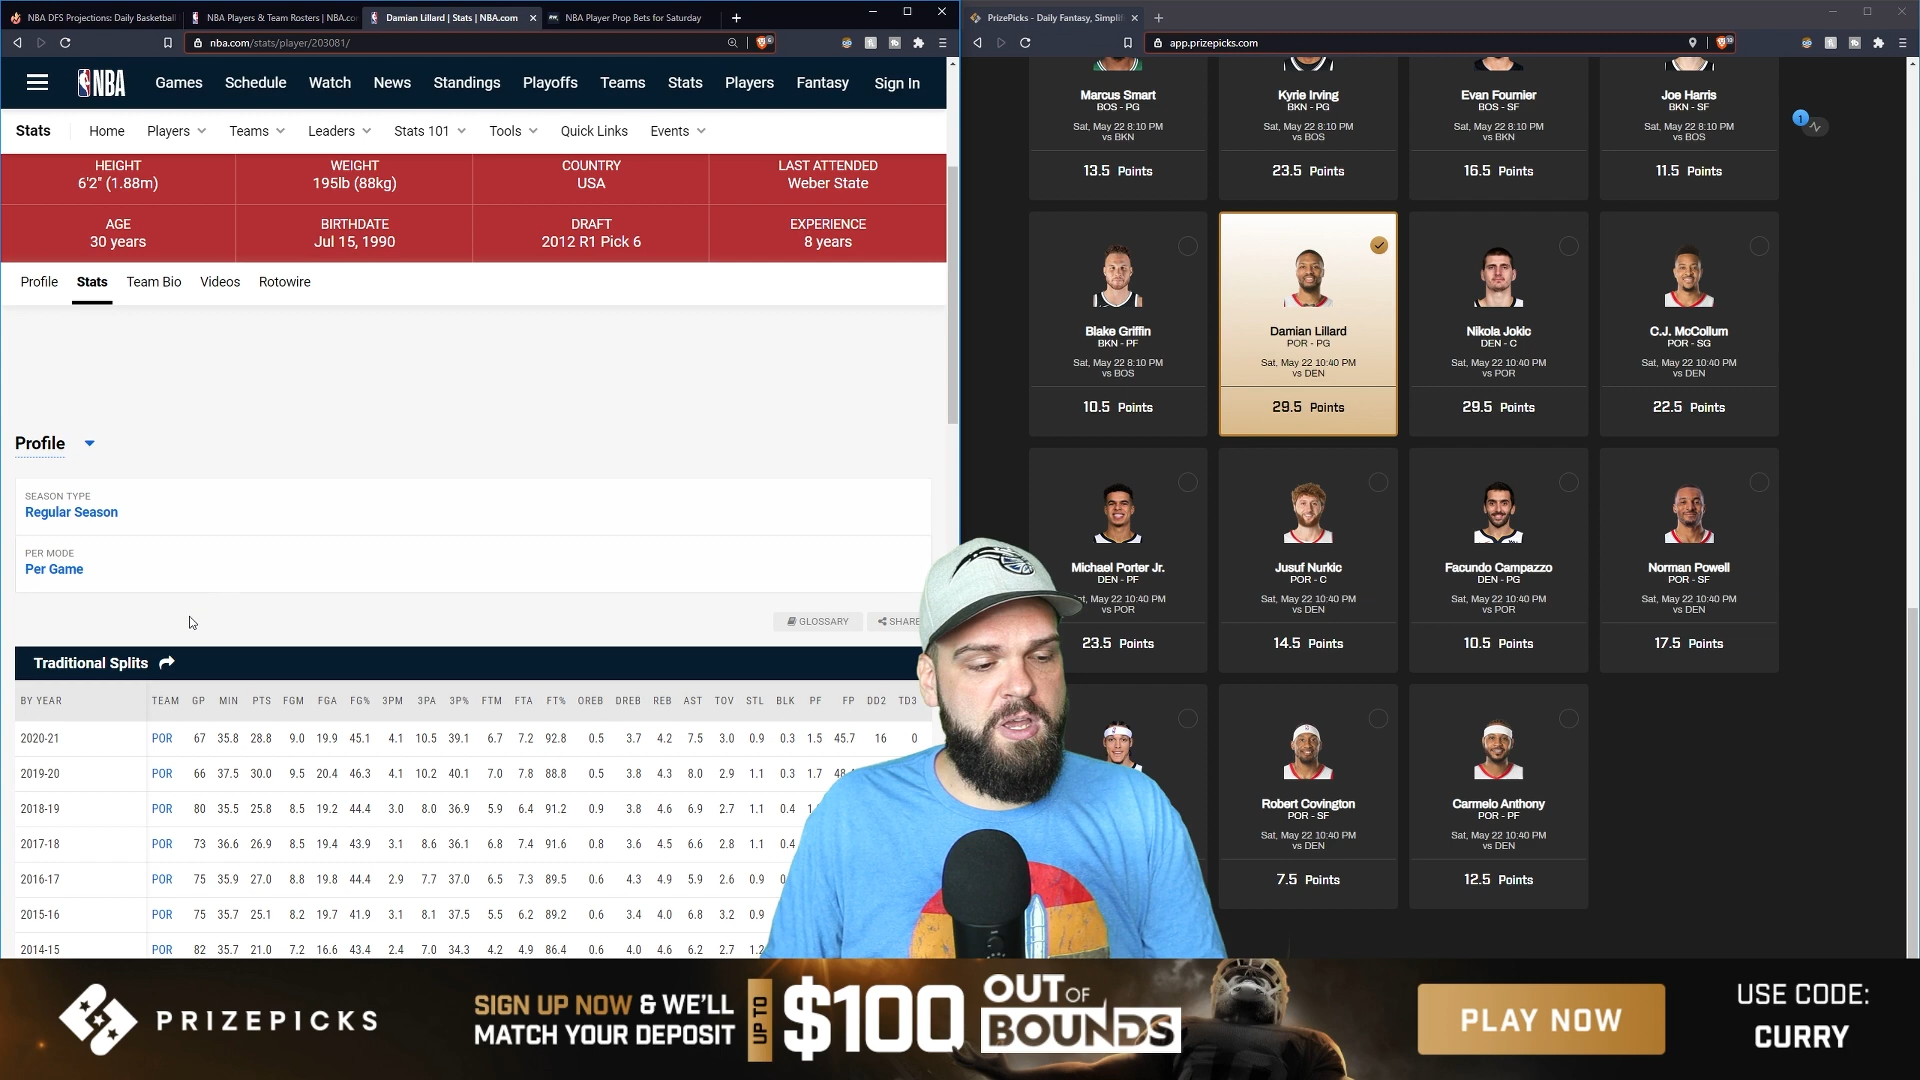 NBA DFS Projections: Daily Basketball
NBA Players & Team Rosters | NBA.co
Damian Lillard | Stats | NBA.com
NBA Player Prop Bets for Saturday
nba.com/stats/player/203081/
NBA
Games Schedule Watch News Standings Playoffs Teams Stats Players Fantasy Sign In
Stats Home Players Teams Leaders Stats 101 Tools Quick Links Events
HEIGHT WEIGHT COUNTRY LAST ATTENDED
6'2" (1.88m) 195lb (88kg) USA Weber State
AGE BIRTHDATE DRAFT EXPERIENCE
30 years Jul 15, 1990 2012 R1 Pick 6 8 years
Profile Stats Team Bio Videos Rotowire
Profile
SEASON TYPE
Regular Season
PER MODE
Per Game
GLOSSARY SHARE
Traditional Splits
BY YEAR TEAM GP MIN PTS FGM FGA FG% 3PM 3PA 3P% FTM FTA FT% OREB DREB REB AST TOV STL BLK PF FP DD2 TD3
2020-21 POR 67 35.8 28.8 9.0 19.9 45.1 4.1 10.5 39.1 6.7 7.2 92.8 0.5 3.7 4.2 7.5 3.0 0.9 0.3 1.5 45.7 16 0
2019-20 POR 66 37.5 30.0 9.5 20.4 46.3 4.1 10.2 40.1 7.0 7.8 88.8 0.5 3.8 4.3 8.0 2.9 1.1 0.3 1.7
2018-19 POR 80 35.5 25.8 8.5 19.2 44.4 3.0 8.0 36.9 5.9 6.4 91.2 0.9 3.8 4.6 6.9 2.7 1.1 0.4
2017-18 POR 73 36.6 26.9 8.5 19.4 43.9 3.1 8.6 36.1 6.8 7.4 91.6 0.8 3.6 4.5 6.6 2.8 1.1 0.4
2016-17 POR 75 35.9 27.0 8.8 19.8 44.4 2.9 7.7 37.0 6.5 7.3 89.5 0.6 4.3 4.9 5.9 2.6 0.9
2015-16 POR 75 35.7 25.1 8.2 19.7 41.9 3.1 8.1 37.5 5.5 6.2 89.2 0.6 3.4 4.0 6.8 3.2 0.9
2014-15 POR 82 35.7 21.0 7.2 16.6 43.4 2.4 7.0 34.3 4.2 4.9 86.4 0.6 4.0 4.6 6.2 2.7 1.2
PrizePicks - Daily Fantasy, Simplif
app.prizepicks.com
1
Marcus Smart
BOS - PG
Sat, May 22 8:10 PM
vs BKN
13.5 Points
Kyrie Irving
BKN - PG
Sat, May 22 8:10 PM
vs BOS
23.5 Points
Evan Fournier
BOS - SF
Sat, May 22 8:10 PM
vs BKN
16.5 Points
Joe Harris
BKN - SF
Sat, May 22 8:10 PM
vs BOS
11.5 Points
Blake Griffin
BKN - PF
Sat, May 22 8:10 PM
vs BOS
10.5 Points
Damian Lillard
POR - PG
Sat, May 22 10:40 PM
vs DEN
29.5 Points
Nikola Jokic
DEN - C
Sat, May 22 10:40 PM
vs POR
29.5 Points
C.J. McCollum
POR - SG
Sat, May 22 10:40 PM
vs DEN
22.5 Points
Michael Porter Jr.
DEN - PF
Sat, May 22 10:40 PM
vs POR
23.5 Points
Jusuf Nurkic
POR - C
Sat, May 22 10:40 PM
vs DEN
14.5 Points
Facundo Campazzo
DEN - PG
Sat, May 22 10:40 PM
vs POR
10.5 Points
Norman Powell
POR - SF
Sat, May 22 10:40 PM
vs DEN
17.5 Points
Robert Covington
POR - SF
Sat, May 22 10:40 PM
vs DEN
7.5 Points
Carmelo Anthony
POR - PF
Sat, May 22 10:40 PM
vs DEN
12.5 Points
PRIZEPICKS
SIGN UP NOW & WE'LL
MATCH YOUR DEPOSIT
UP TO
$100
OUT OF
BOUNDS
PLAY NOW
USE CODE:
CURRY